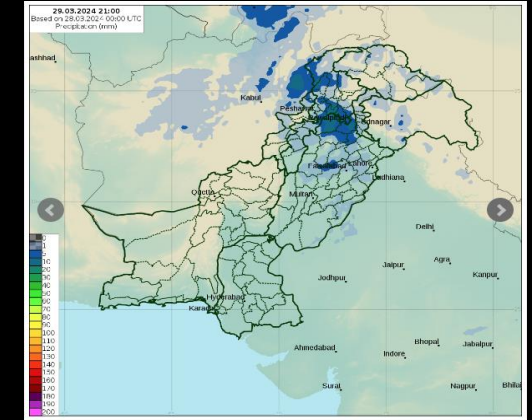 29.03.2024 21:00
Based on 28.03.2024 00:00 UTC
Precipitation (mm)
ashhad
Kabul
Peshawar
Srinagar
Faisalabad Lahore
Ludhiana
Quetta
Multan
Delhi
Jaipur
Agra
Kanpur
Jodhpur
Hyderabad
Karachi
Ahmedabad
Bhopal
Jabalpur
Indore
Surat
Nagpur
Bhilai
1
5
10
20
30
40
50
60
70
80
90
100
110
120
130
140
150
160
170
180
190
200